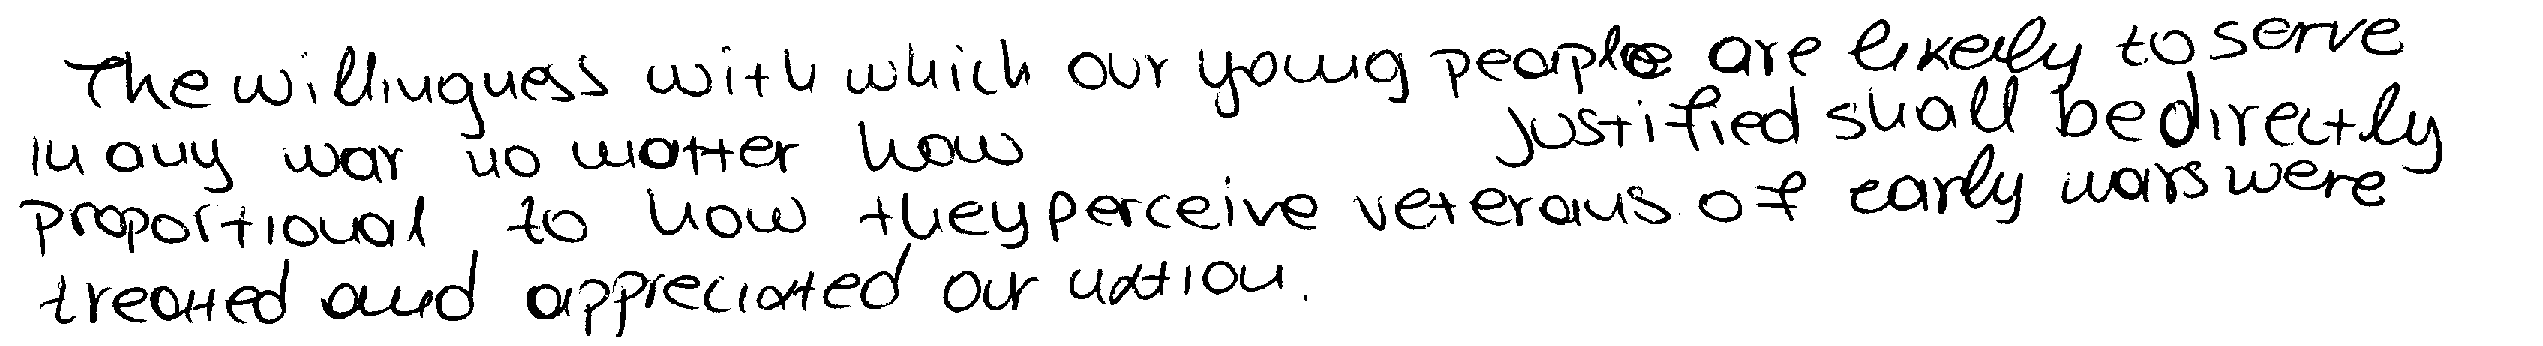 The willingness with which our young people are likely to serve
in any war no matter how justified shall be directly
proportional to how they perceive veterans of early wars were
treated and appreciated our nation.